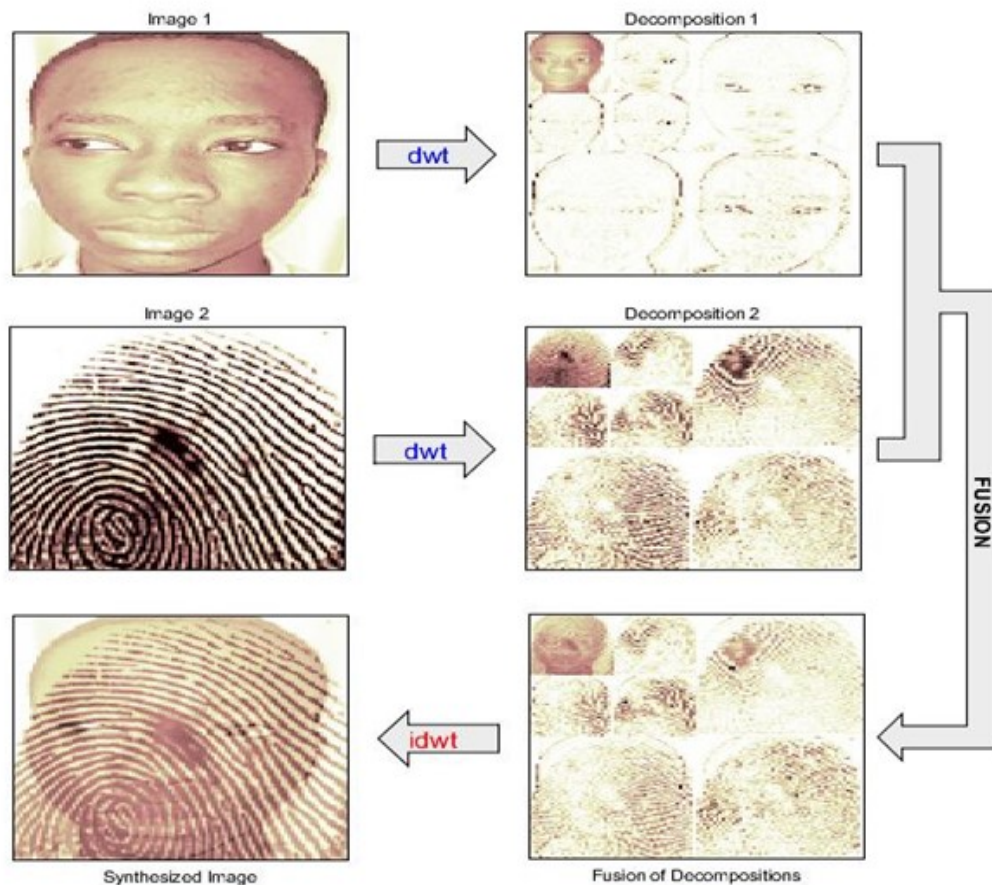 Image 1
Decomposition 1
dwt
Image 2
Decomposition 2
dwt
FUSION
idwt
Synthesized Image
Fusion of Decompositions